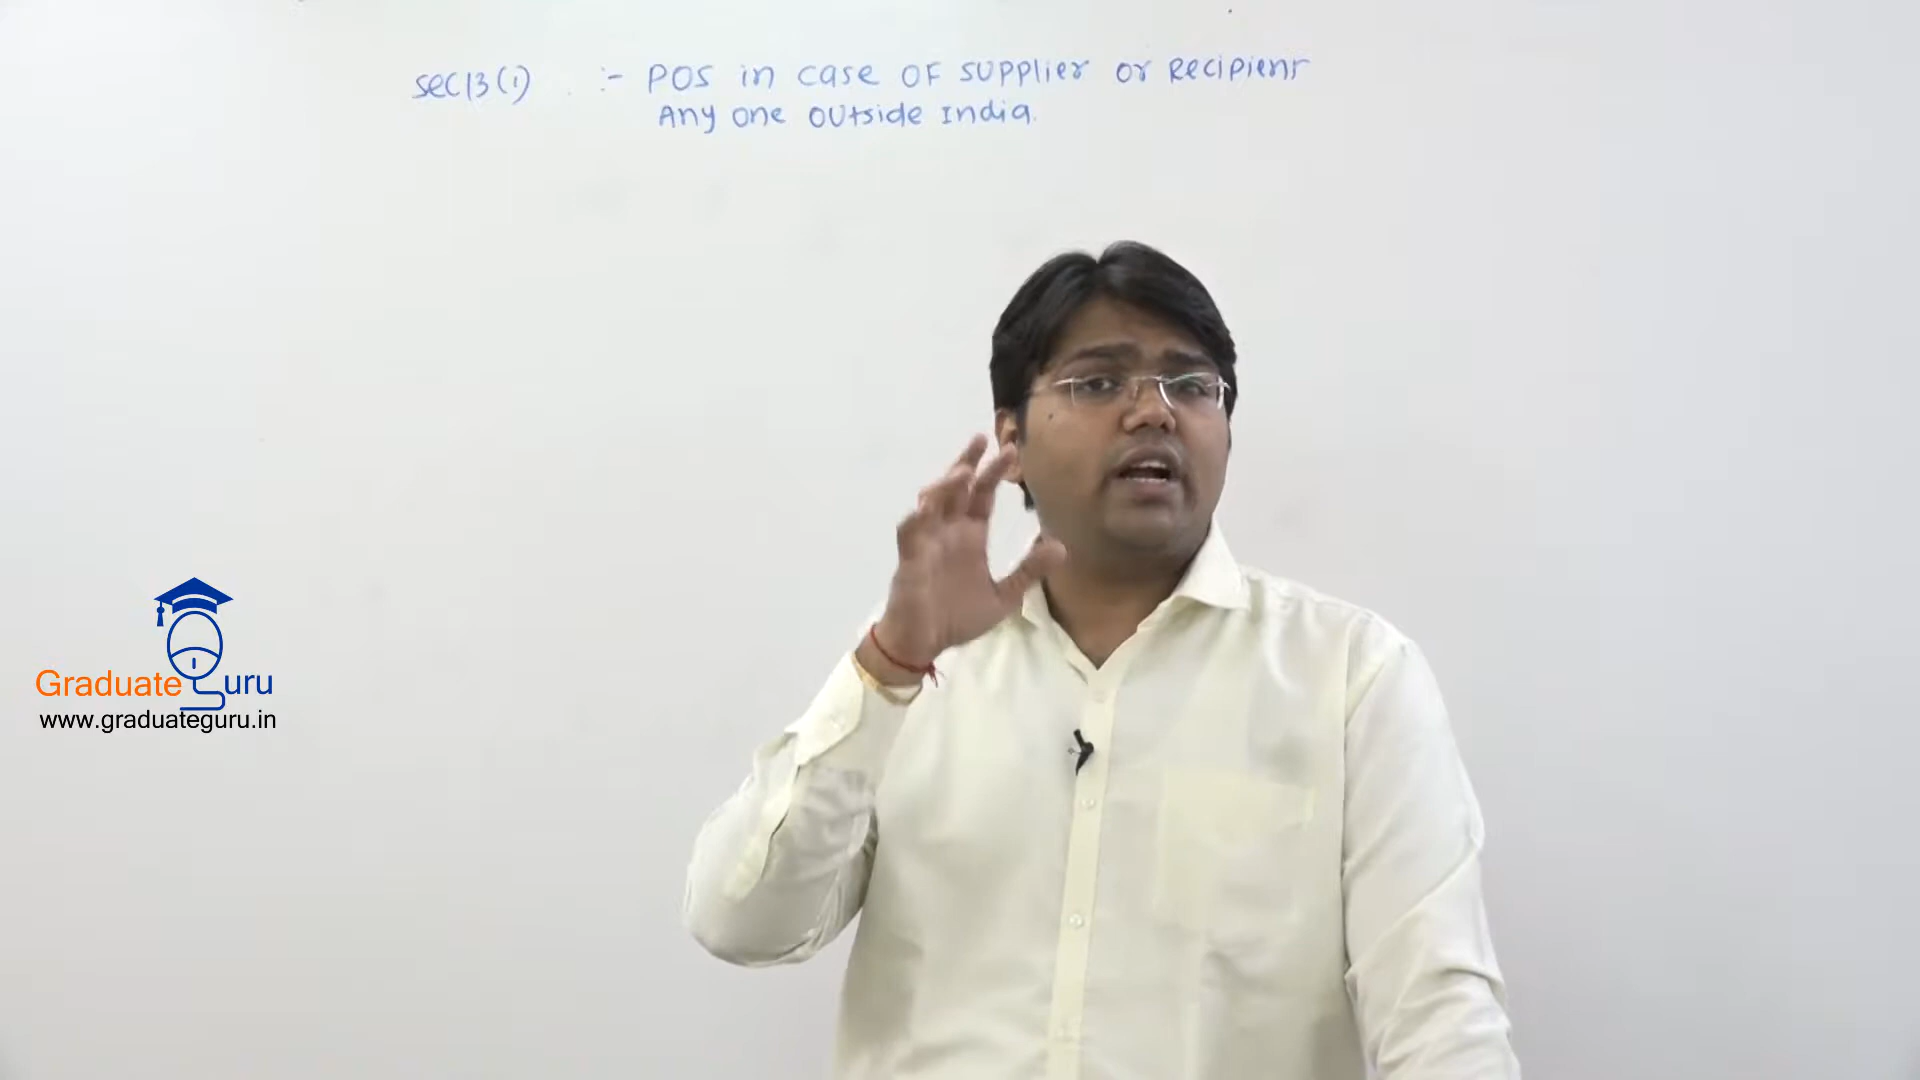 sec13(1) :- POS in case OF supplier or Recipient
Any one outside India.
Graduate Guru
www.graduateguru.in